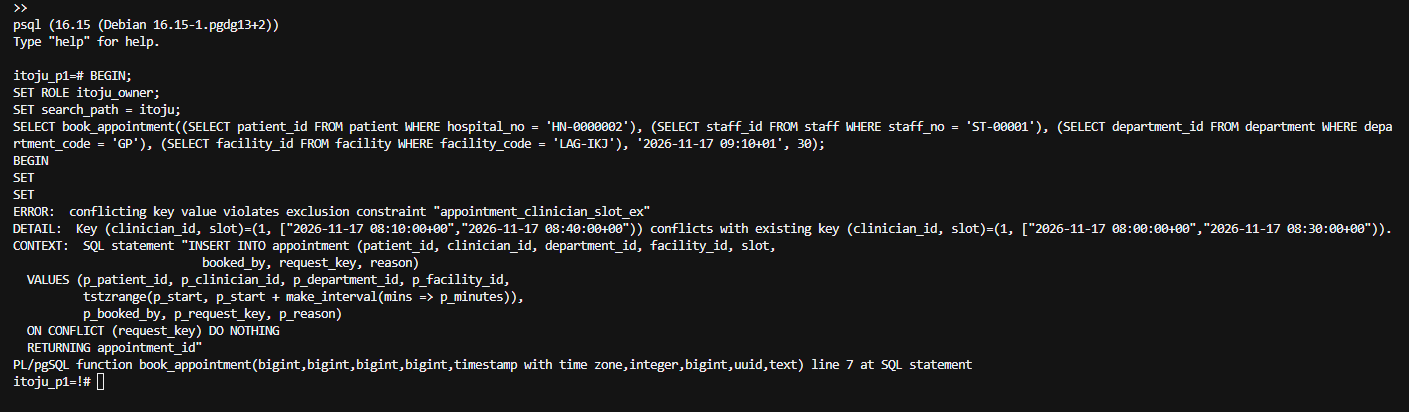 >>
psql (16.15 (Debian 16.15-1.pgdg13+2))
Type "help" for help.

itoju_p1=# BEGIN;
SET ROLE itoju_owner;
SET search_path = itoju;
SELECT book_appointment((SELECT patient_id FROM patient WHERE hospital_no = 'HN-0000002'), (SELECT staff_id FROM staff WHERE staff_no = 'ST-00001'), (SELECT department_id FROM department WHERE depa
rtment_code = 'GP'), (SELECT facility_id FROM facility WHERE facility_code = 'LAG-IKJ'), '2026-11-17 09:10+01', 30);
BEGIN
SET
SET
ERROR:  conflicting key value violates exclusion constraint "appointment_clinician_slot_ex"
DETAIL:  Key (clinician_id, slot)=(1, ["2026-11-17 08:10:00+00","2026-11-17 08:40:00+00")) conflicts with existing key (clinician_id, slot)=(1, ["2026-11-17 08:00:00+00","2026-11-17 08:30:00+00")).
CONTEXT:  SQL statement "INSERT INTO appointment (patient_id, clinician_id, department_id, facility_id, slot,
                         booked_by, request_key, reason)
  VALUES (p_patient_id, p_clinician_id, p_department_id, p_facility_id,
          tstzrange(p_start, p_start + make_interval(mins => p_minutes)),
          p_booked_by, p_request_key, p_reason)
  ON CONFLICT (request_key) DO NOTHING
  RETURNING appointment_id"
PL/pgSQL function book_appointment(bigint,bigint,bigint,bigint,timestamp with time zone,integer,bigint,uuid,text) line 7 at SQL statement
itoju_p1=!#